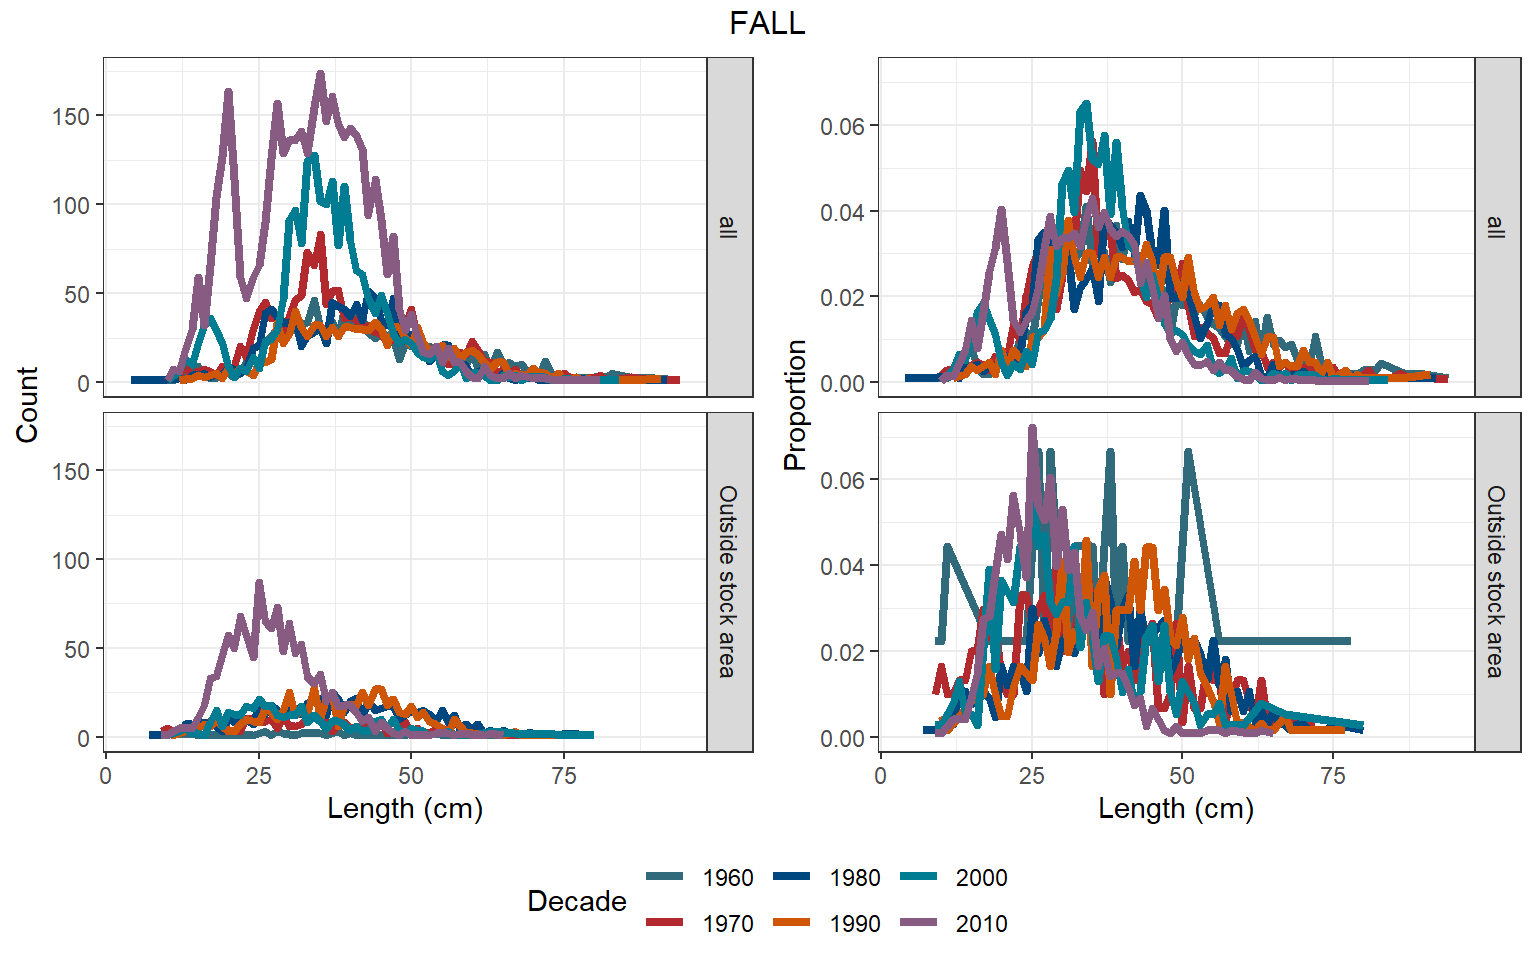 FALL
Count
150
100
50
0
all
150
100
50
0
Outside stock area
0 25 50 75
Length (cm)
Proportion
0.06
0.04
0.02
0.00
all
0.06
0.04
0.02
0.00
Outside stock area
0 25 50 75
Length (cm)
Decade
1960 1980 2000
1970 1990 2010